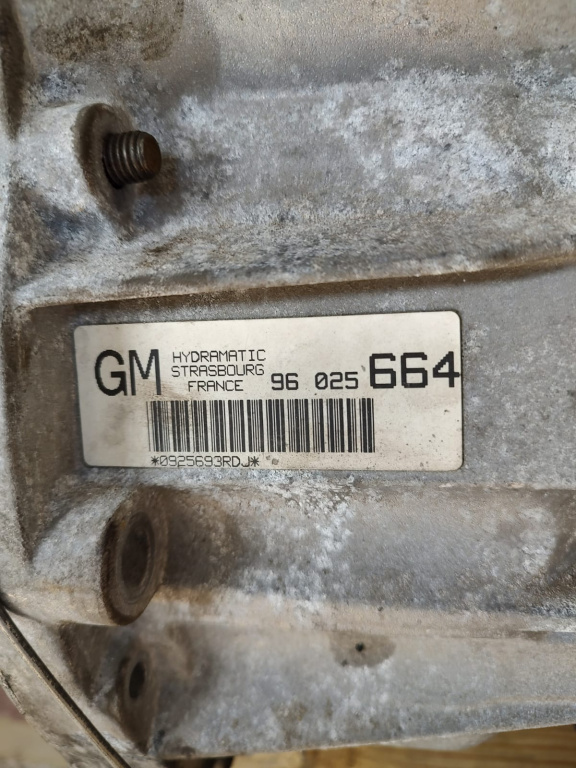 GM HYDRAMATIC
STRASBOURG
FRANCE 96 025 664
*0925693RDJ*